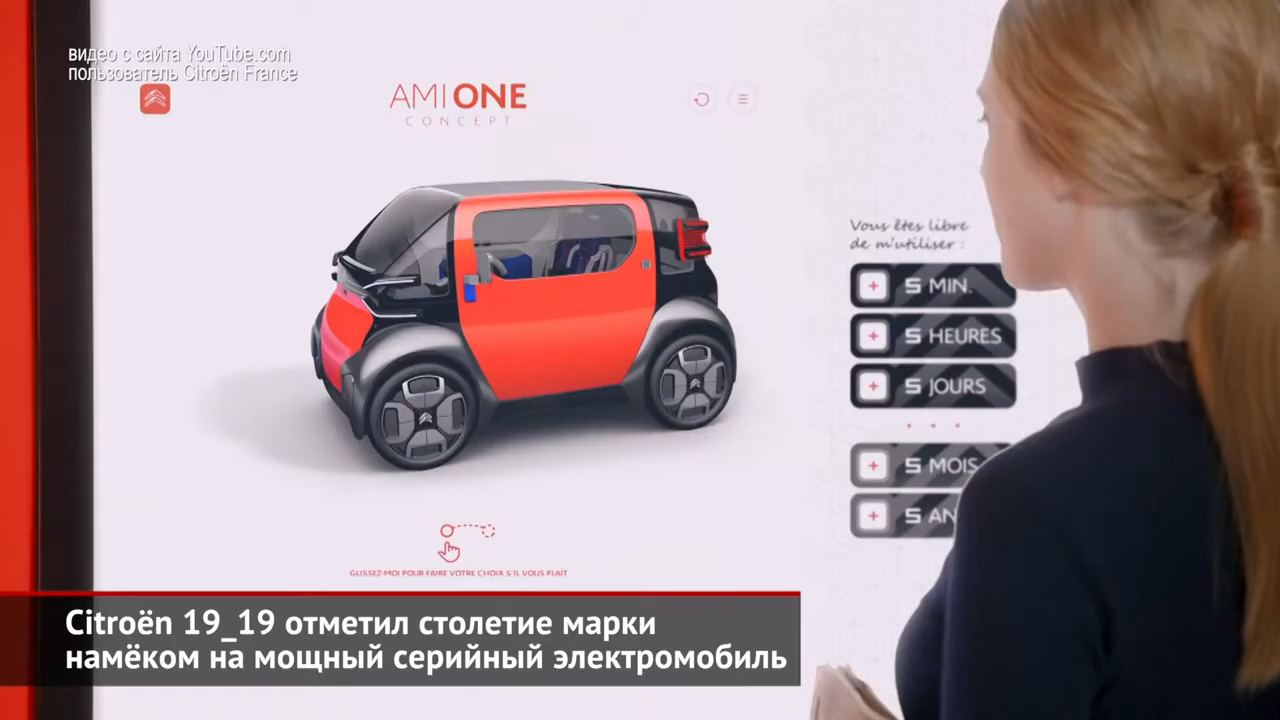 видео с сайта YouTube.com
пользователь Citroën France
AMI ONE
CONCEPT
Vous êtes libre
de m'utiliser :
5 MIN.
5 HEURES
5 JOURS
5 MOIS
5 AN
GLISSEZ-MOI POUR FAIRE VOTRE CHOIX S'IL VOUS PLAÎT
Citroën 19_19 отметил столетие марки
намёком на мощный серийный электромобиль